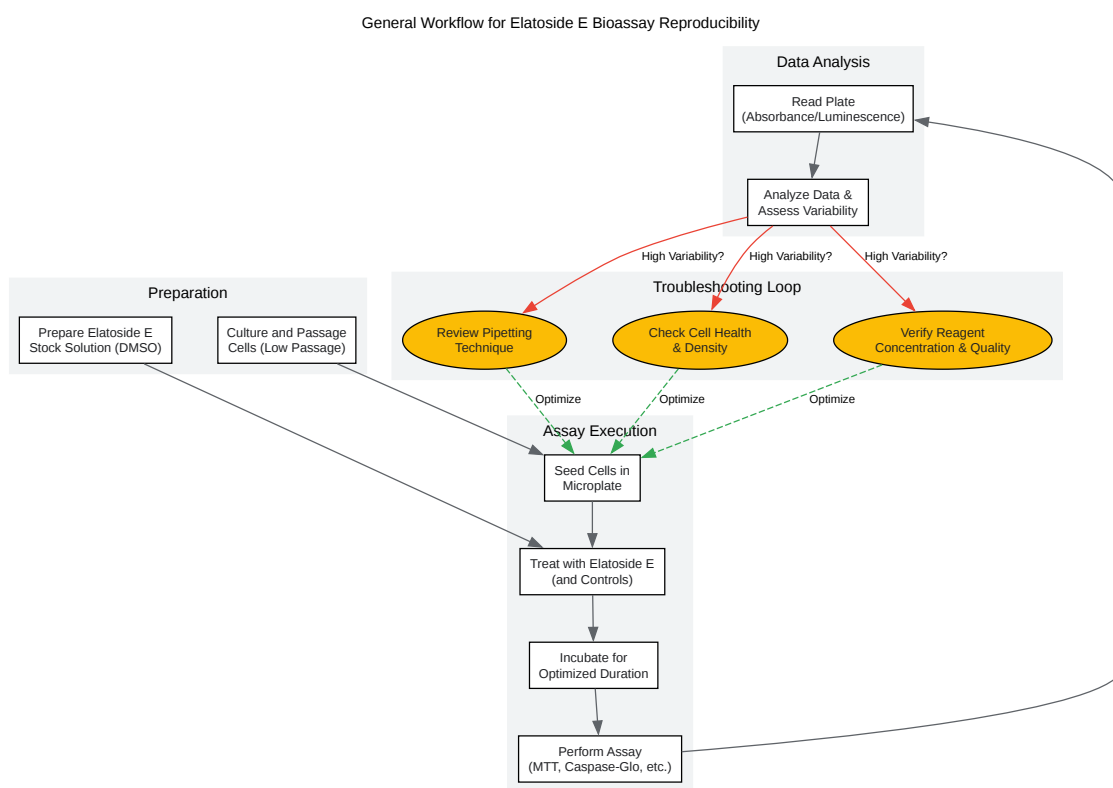 General Workflow for Elatoside E Bioassay Reproducibility
Data Analysis
Read Plate
(Absorbance/Luminescence)
Analyze Data &
Assess Variability
High Variability?
High Variability?
High Variability?
Preparation
Prepare Elatoside E
Stock Solution (DMSO)
Culture and Passage
Cells (Low Passage)
Troubleshooting Loop
Review Pipetting
Technique
Check Cell Health
& Density
Verify Reagent
Concentration & Quality
Optimize
Optimize
Optimize
Assay Execution
Seed Cells in
Microplate
Treat with Elatoside E
(and Controls)
Incubate for
Optimized Duration
Perform Assay
(MTT, Caspase-Glo, etc.)